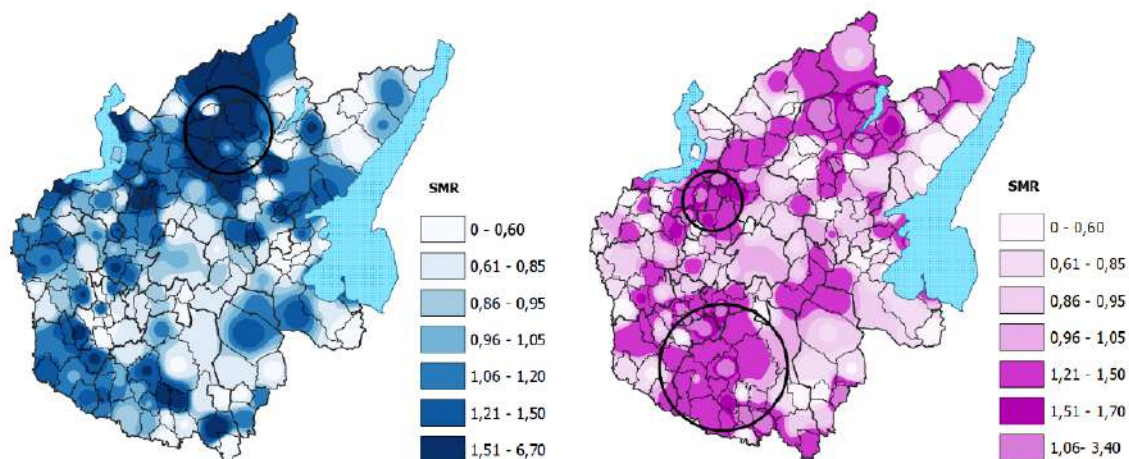 SMR
0 - 0,60
0,61 - 0,85
0,86 - 0,95
0,96 - 1,05
1,06 - 1,20
1,21 - 1,50
1,51 - 6,70
SMR
0 - 0,60
0,61 - 0,85
0,86 - 0,95
0,96 - 1,05
1,21 - 1,50
1,51 - 1,70
1,06- 3,40